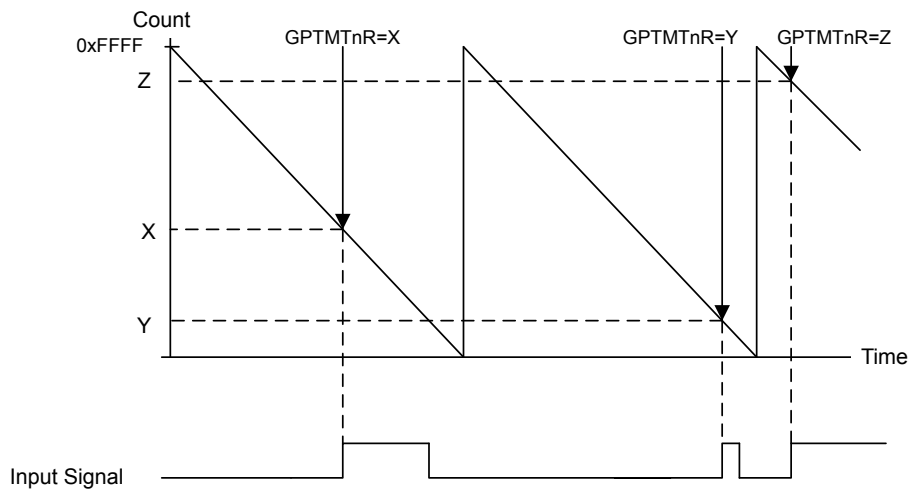 Count
0xFFFF
GPTMTnR=X
GPTMTnR=Y
GPTMTnR=Z
Z
X
Y
Time
Input Signal